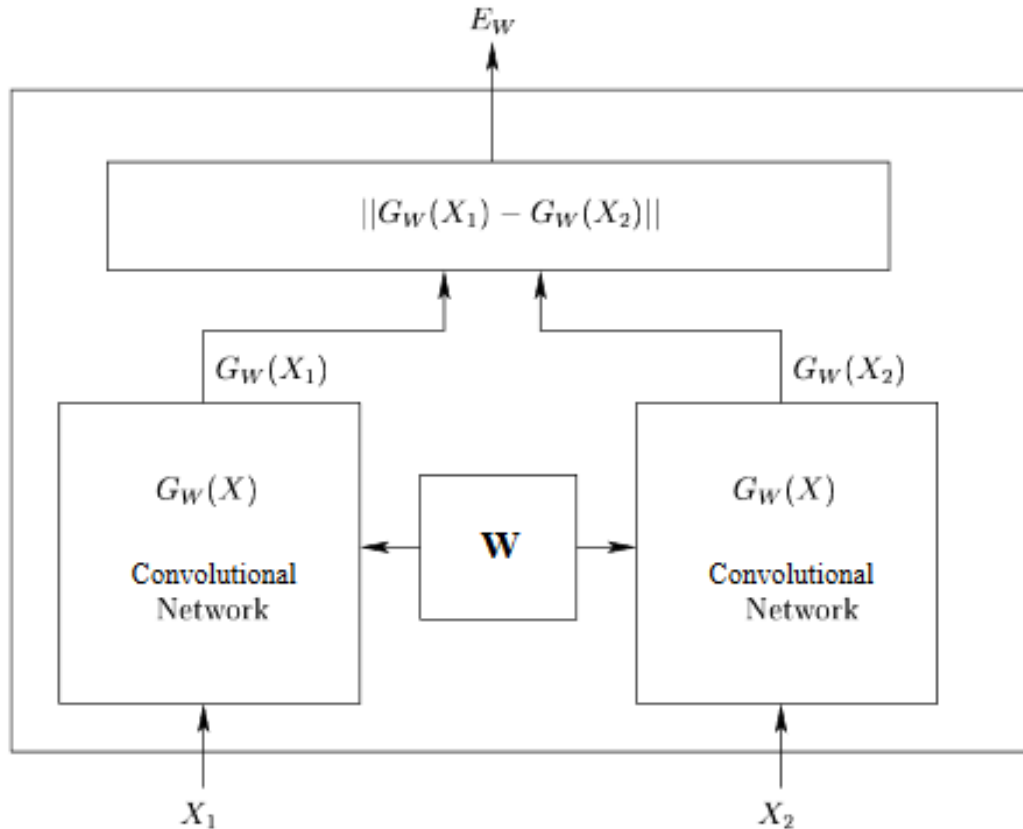 E_W
||G_W(X_1) − G_W(X_2)||
G_W(X_1)
G_W(X_2)
G_W(X)
Convolutional
Network
W
G_W(X)
Convolutional
Network
X_1
X_2